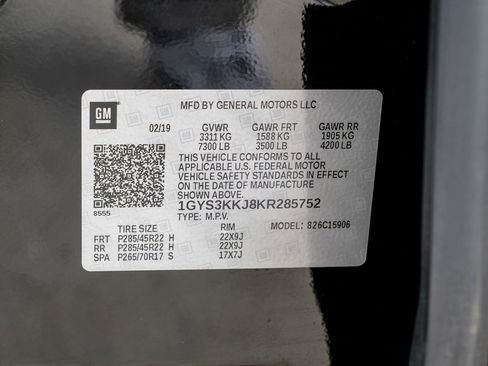 GM
MFD BY GENERAL MOTORS LLC
02/19 GVWR GAWR FRT GAWR RR
3311 KG 1588 KG 1905 KG
7300 LB 3500 LB 4200 LB
THIS VEHICLE CONFORMS TO ALL
APPLICABLE U.S. FEDERAL MOTOR
VEHICLE SAFETY STANDARDS IN EFFECT
ON THE DATE OF MANUFACTURE
SHOWN ABOVE.
1GYS3KKJ8KR285752
8555 TYPE: M.P.V.
TIRE SIZE RIM MODEL: 826C15906
FRT P285/45R22 H 22X9J
RR P285/45R22 H 22X9J
SPA P265/70R17 S 17X7J